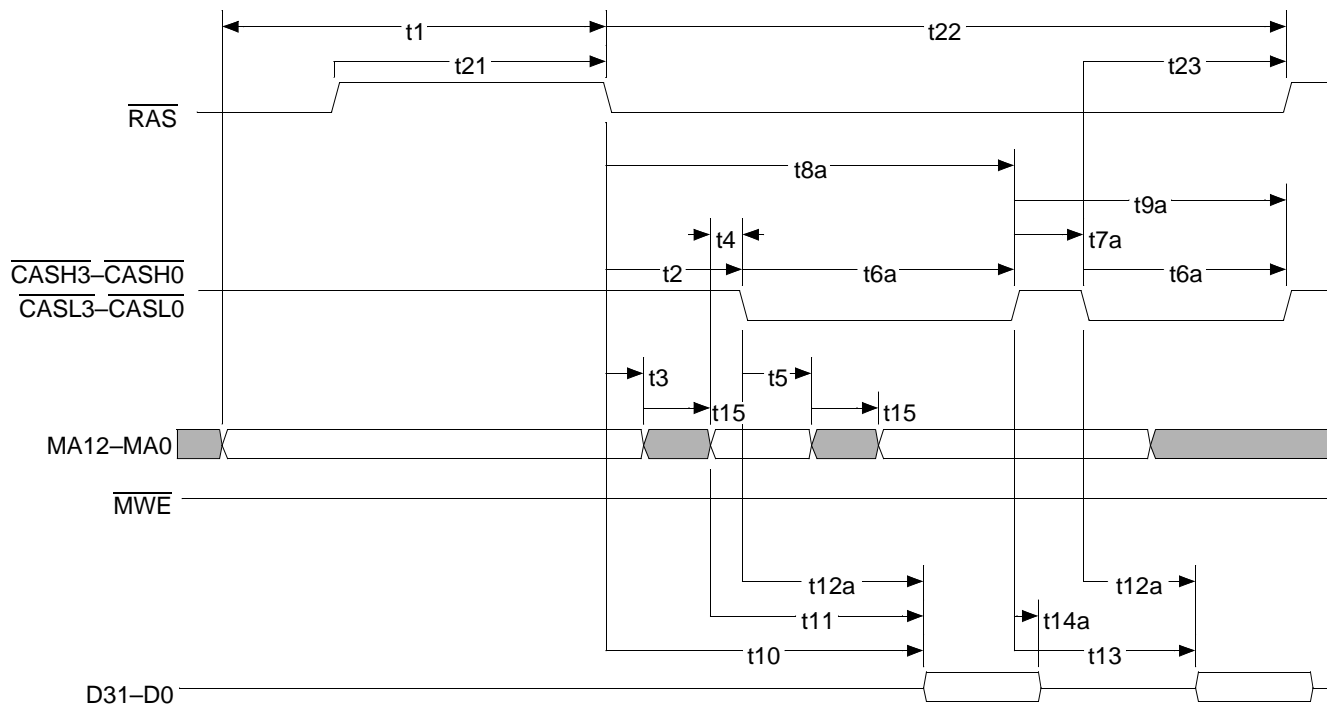 t1
t22
t21
t23
RAS
t8a
t9a
t4
t7a
CASH3–CASH0
t2
t6a
t6a
CASL3–CASL0
t3
t5
t15
t15
MA12–MA0
MWE
t12a
t12a
t11
t14a
t10
t13
D31–D0